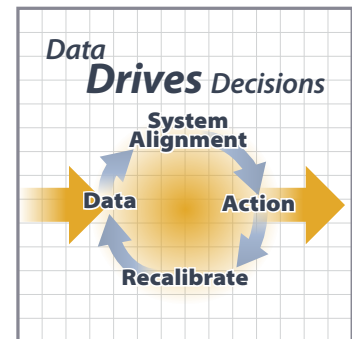 Data
Drives Decisions
System
Alignment
Data
Action
Recalibrate